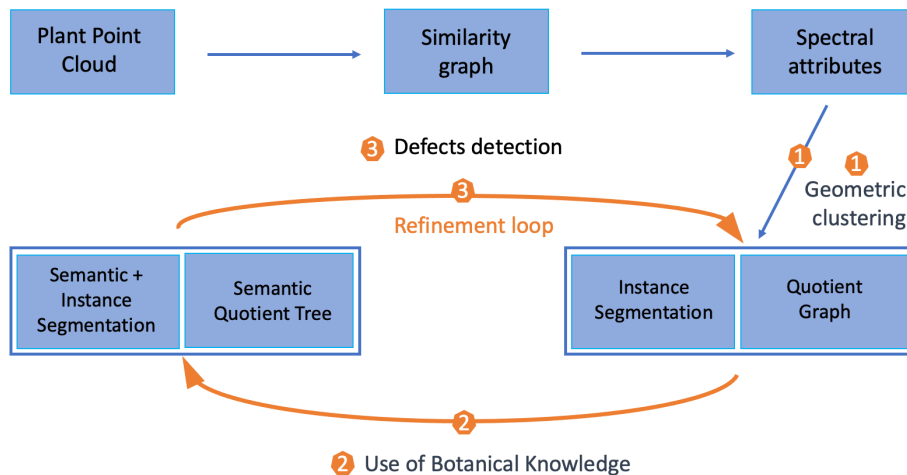 Plant Point
Cloud
Similarity
graph
Spectral
attributes
3 Defects detection
1
1
Geometric
clustering
3
Refinement loop
Semantic +
Instance
Segmentation
Semantic
Quotient Tree
Instance
Segmentation
Quotient
Graph
2
2 Use of Botanical Knowledge